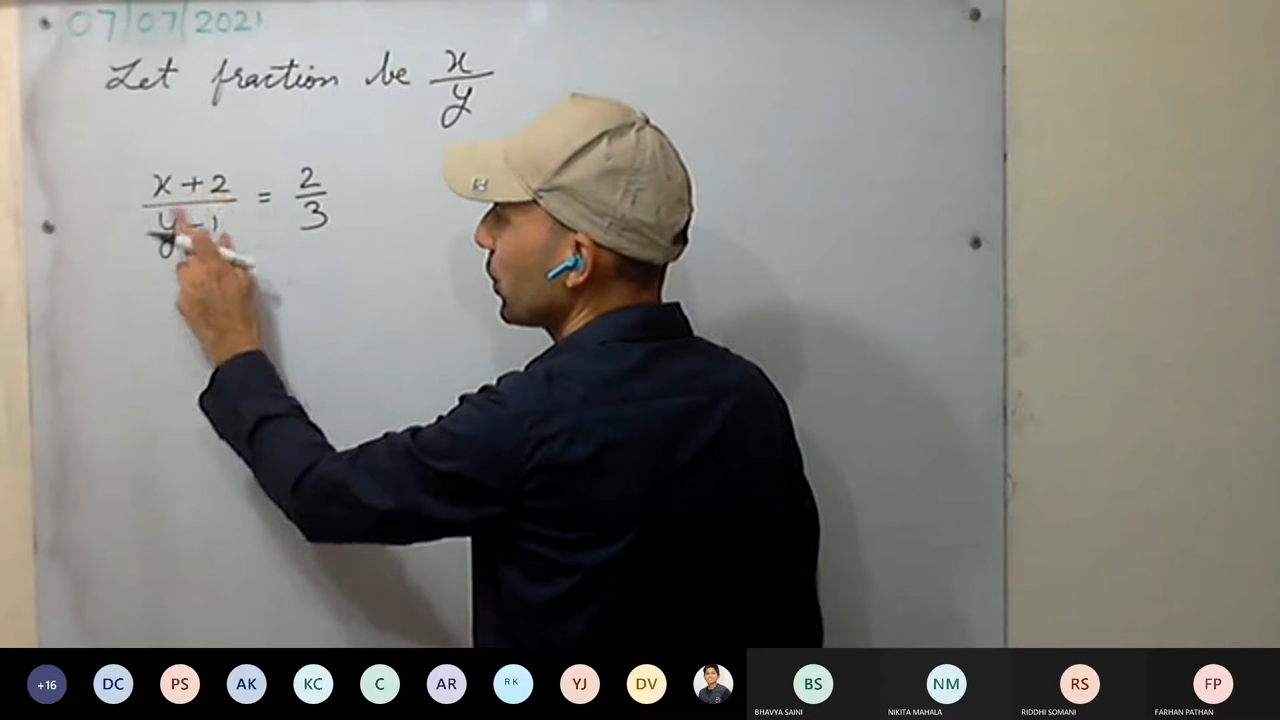 07/07/2021
Let fraction be x/y
(x+2)/(y-1) = 2/3
+16 DC PS AK KC C AR RK YJ DV BS NM RS FP
BHAVYA SAINI NIKITA MAHALA RIDDHI SOMANI FARHAN PATHAN